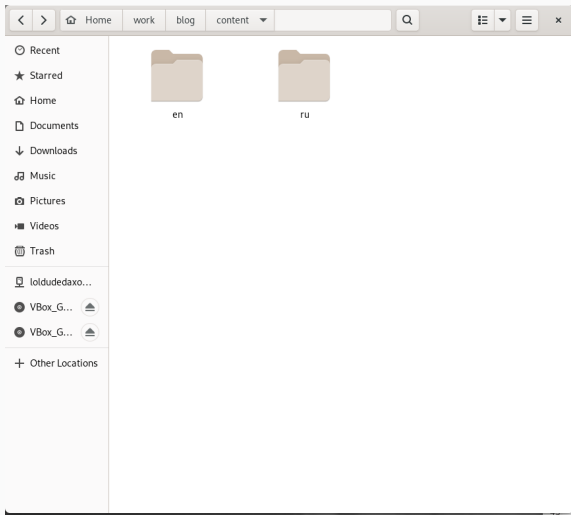 Home work blog content
Recent
Starred
Home
Documents
Downloads
Music
Pictures
Videos
Trash
loldudedaxo...
VBox_G...
VBox_G...
Other Locations
en ru